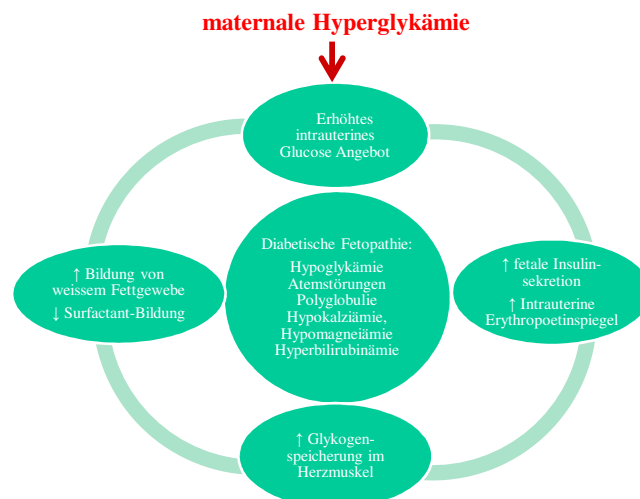 maternale Hyperglykämie
Erhöhtes
intrauterines
Glucose Angebot
↑ fetale Insulin-
sekretion
↑ Intrauterine
Erythropoetinspiegel
↑ Glykogen-
speicherung im
Herzmuskel
↑ Bildung von
weissem Fettgewebe
↓ Surfactant-Bildung
Diabetische Fetopathie:
Hypoglykämie
Atemstörungen
Polyglobulie
Hypokalziämie,
Hypomagneiämie
Hyperbilirubinämie